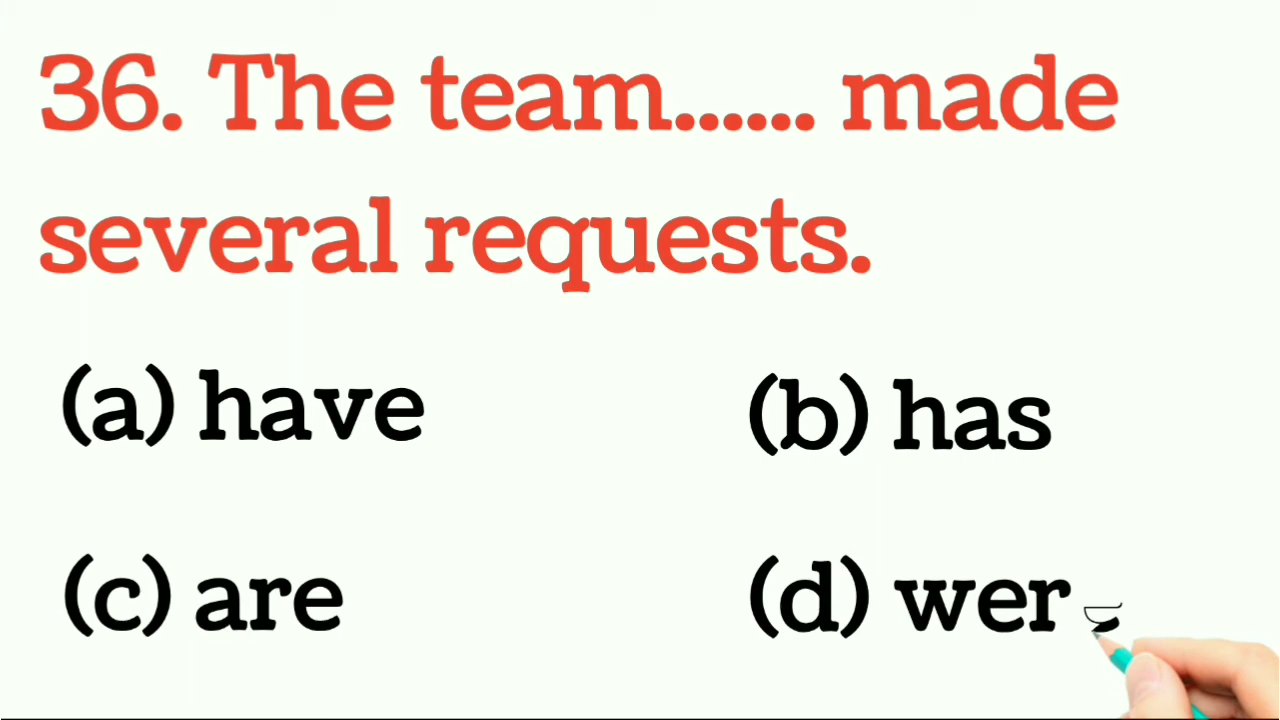 36. The team...... made
several requests.
(a) have (b) has
(c) are (d) wer